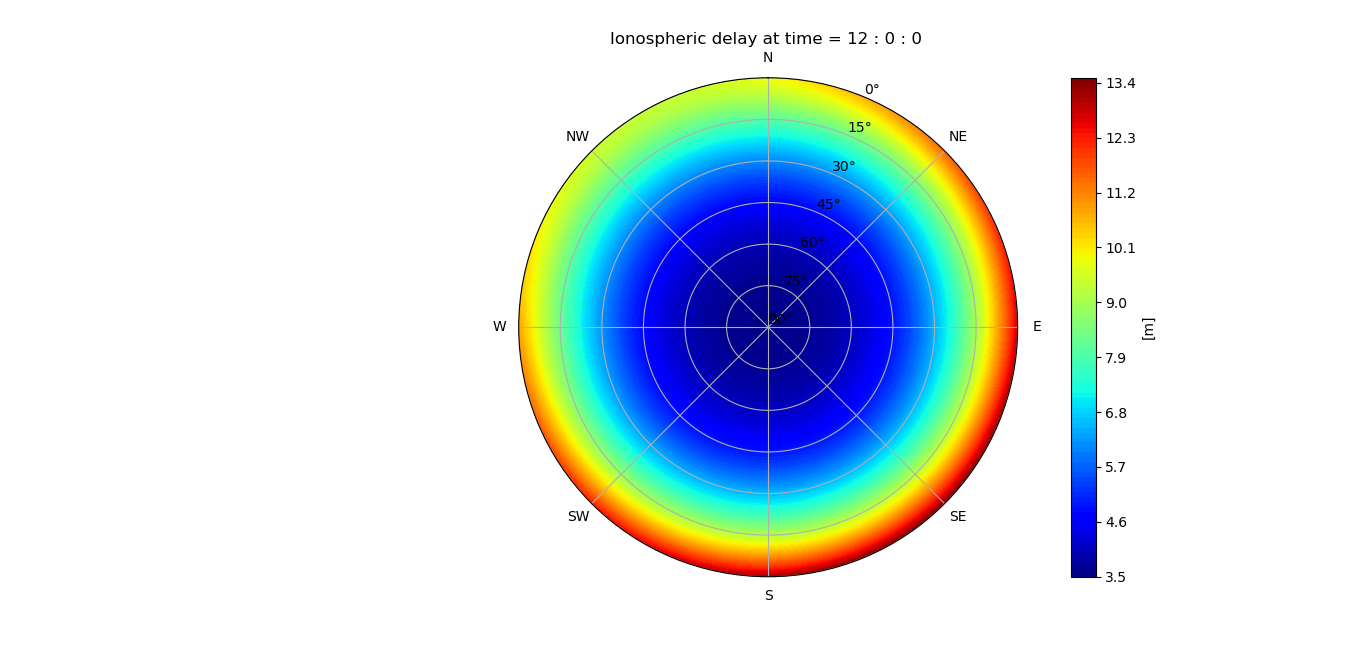 Ionospheric delay at time = 12 : 0 : 0
N
0°
NW
NE
15°
30°
45°
60°
75°
90°
W
E
SW
SE
S
13.4
12.3
11.2
10.1
9.0
7.9
6.8
5.7
4.6
3.5
[m]